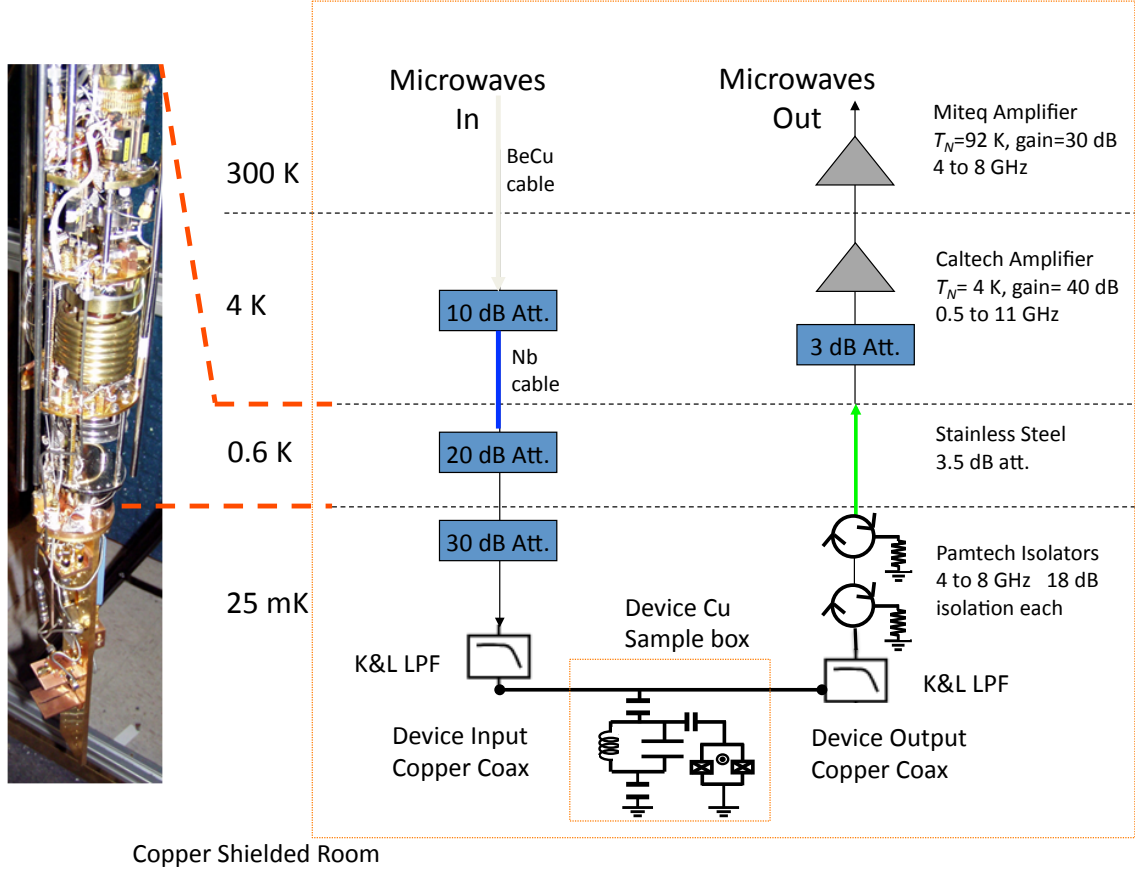 Microwaves
In
Microwaves
Out
Miteq Amplifier
TN=92 K, gain=30 dB
4 to 8 GHz
BeCu
cable
300 K
Caltech Amplifier
TN= 4 K, gain= 40 dB
0.5 to 11 GHz
4 K
10 dB Att.
3 dB Att.
Nb
cable
0.6 K
20 dB Att.
Stainless Steel
3.5 dB att.
30 dB Att.
Pamtech Isolators
4 to 8 GHz 18 dB
isolation each
25 mK
Device Cu
Sample box
K&L LPF
K&L LPF
Device Input
Copper Coax
Device Output
Copper Coax
Copper Shielded Room